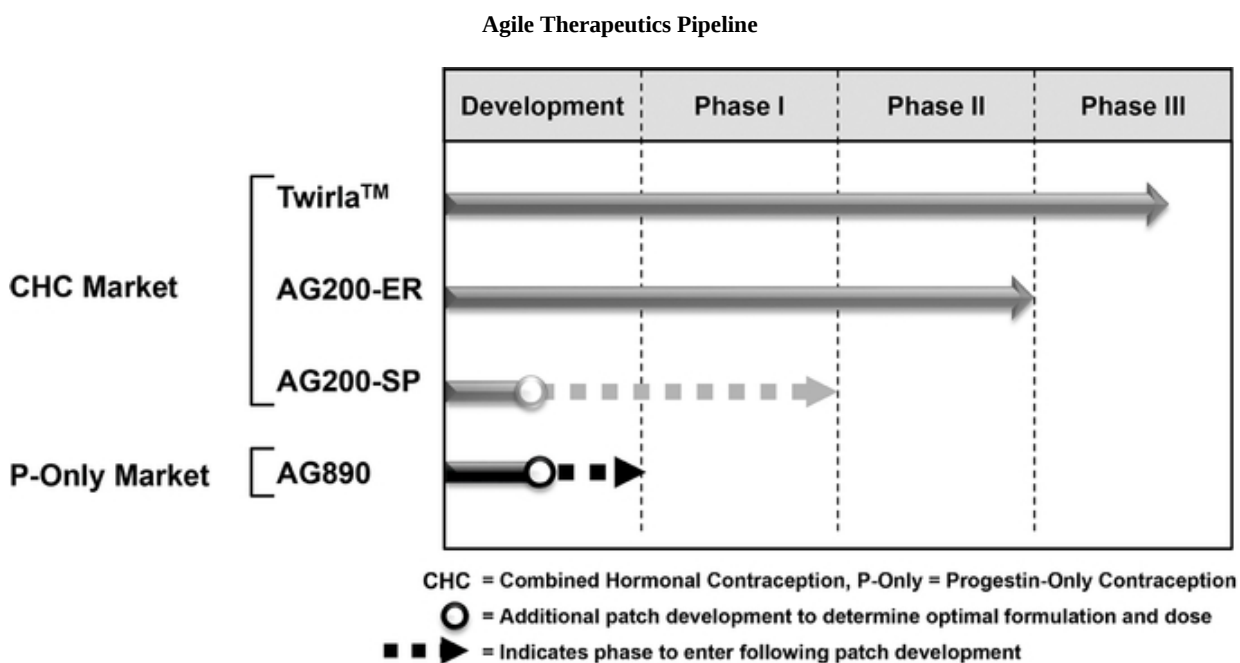 Agile Therapeutics Pipeline
Development Phase I Phase II Phase III
Twirla™
CHC Market
AG200-ER
AG200-SP
P-Only Market AG890
CHC = Combined Hormonal Contraception, P-Only = Progestin-Only Contraception
= Additional patch development to determine optimal formulation and dose
= Indicates phase to enter following patch development